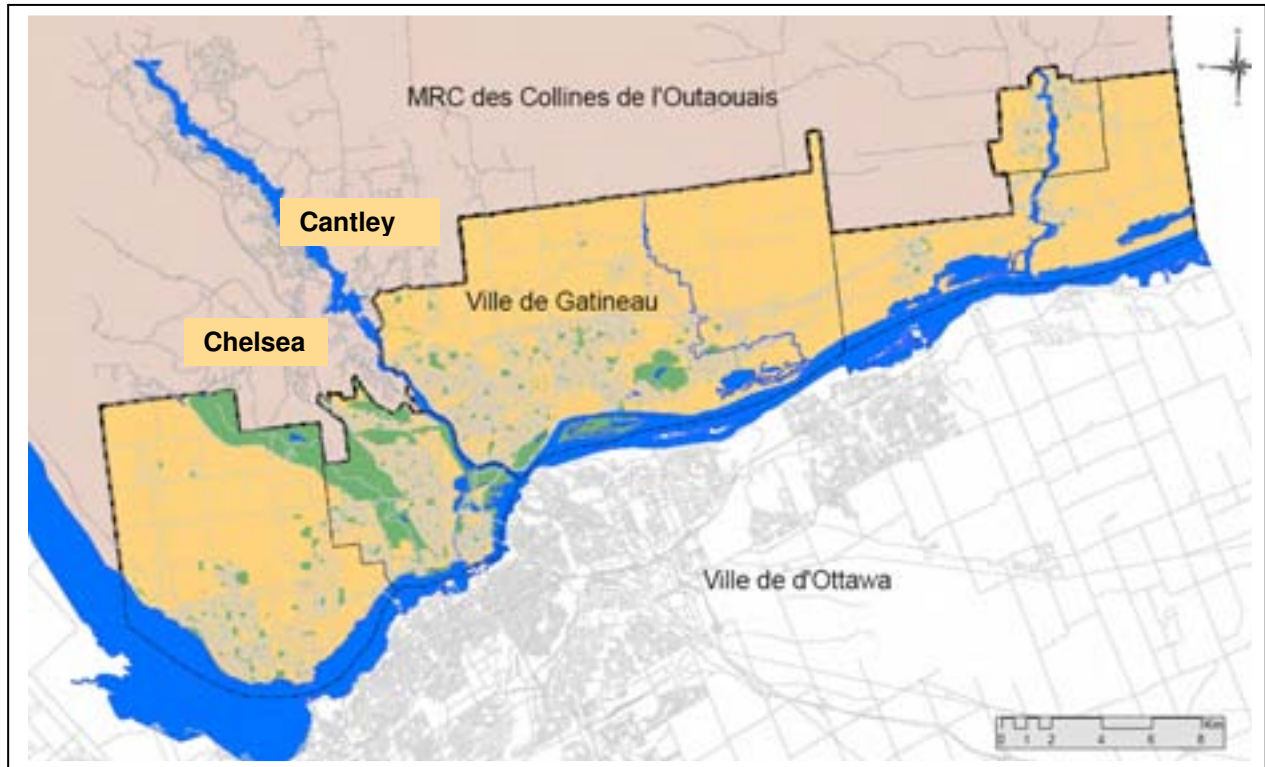 MRC des Collines de l'Outaouais
Cantley
Ville de Gatineau
Chelsea
Ville de d'Ottawa
Km
0 1 2 4 6 8